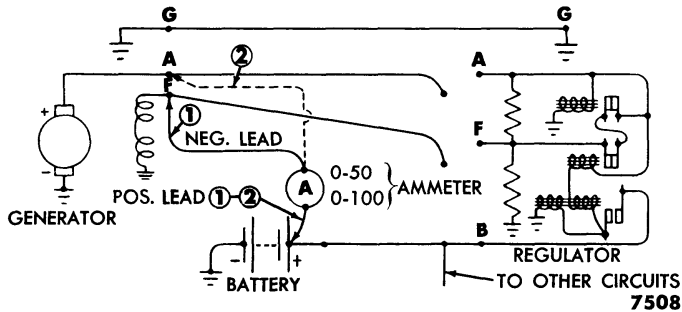 G G
A ② A
F
+ ① F
NEG. LEAD
- A 0-50
0-100 } AMMETER
POS. LEAD ①-②
GENERATOR
B
- +
BATTERY
REGULATOR
TO OTHER CIRCUITS
7508